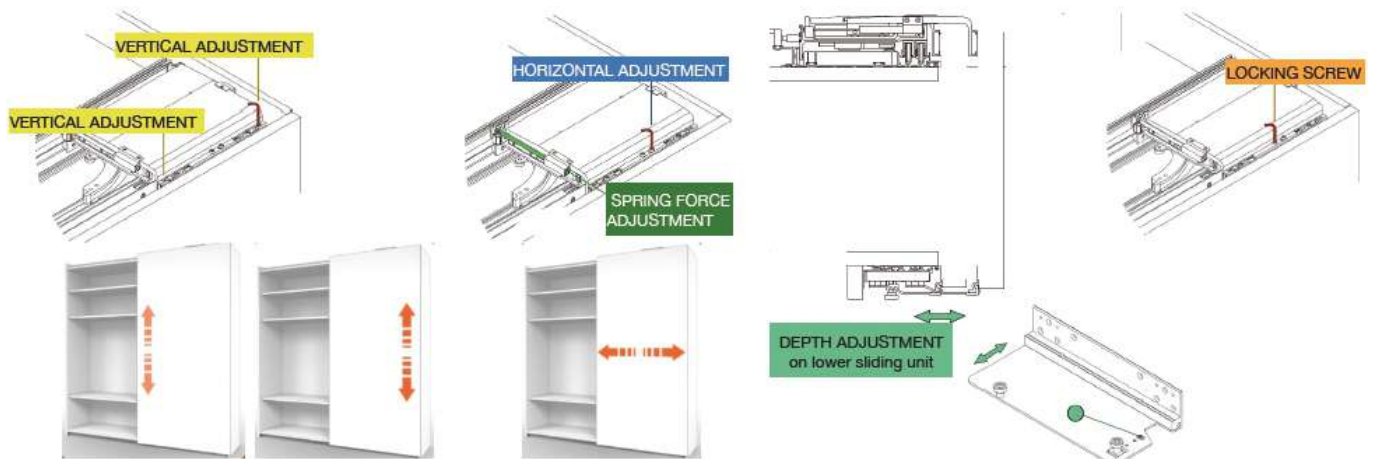 VERTICAL ADJUSTMENT
VERTICAL ADJUSTMENT
HORIZONTAL ADJUSTMENT
SPRING FORCE
ADJUSTMENT
LOCKING SCREW
DEPTH ADJUSTMENT
on lower sliding unit